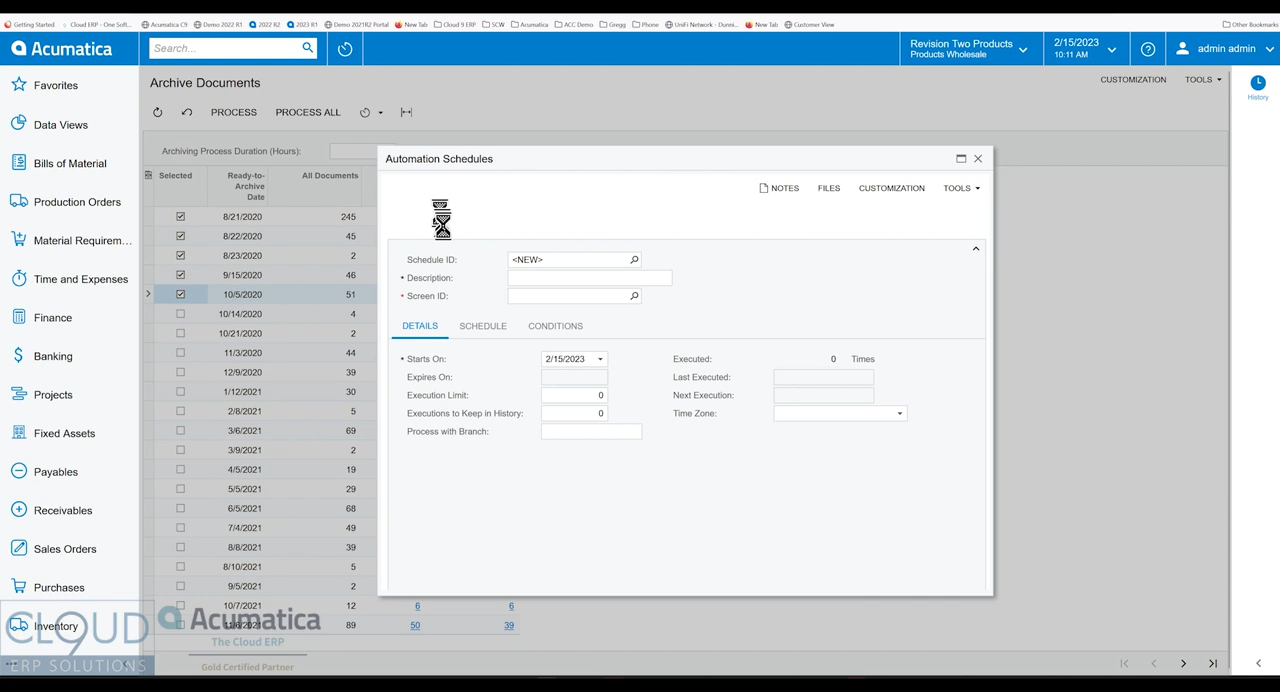 Getting Started Cloud ERP - One Soft... Acumatica C9 Demo 2022 R1 2022 R2 2023 R1 Demo 2021R2 Portal New Tab Cloud 9 ERP SCW Acumatica ACC Demo Gregg Phone UniFi Network - Dunni... New Tab Customer View Other Bookmarks
Acumatica Search... Revision Two Products 2/15/2023 admin admin
Products Wholesale 10:11 AM
Archive Documents CUSTOMIZATION TOOLS
History
PROCESS PROCESS ALL
Archiving Process Duration (Hours):
Selected Ready-to-Archive Date All Documents
8/21/2020 245
8/22/2020 45
8/23/2020 2
9/15/2020 46
10/5/2020 51
10/14/2020 4
10/21/2020 2
11/3/2020 44
12/9/2020 39
1/12/2021 30
2/8/2021 5
3/6/2021 69
3/9/2021 2
4/5/2021 19
5/5/2021 29
6/5/2021 68
7/4/2021 49
8/8/2021 39
8/10/2021 5
9/5/2021 2
10/7/2021 12 6 6
11/6/2021 89 50 39
Favorites
Data Views
Bills of Material
Production Orders
Material Requirem...
Time and Expenses
Finance
Banking
Projects
Fixed Assets
Payables
Receivables
Sales Orders
Purchases
Inventory
Automation Schedules
NOTES FILES CUSTOMIZATION TOOLS
Schedule ID: <NEW>
• Description:
• Screen ID:
DETAILS SCHEDULE CONDITIONS
• Starts On: 2/15/2023 Executed: 0 Times
Expires On: Last Executed:
Execution Limit: 0 Next Execution:
Executions to Keep in History: 0 Time Zone:
Process with Branch:
CLOUD 9
ERP SOLUTIONS
Acumatica
The Cloud ERP
Gold Certified Partner